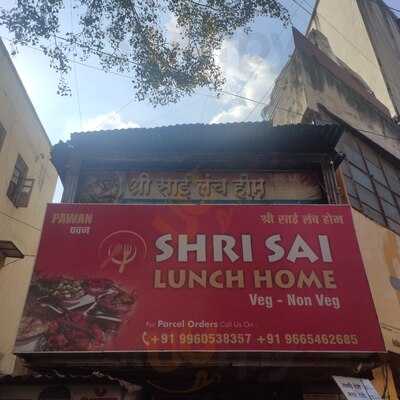 श्री साई लंच होम
PAWAN
पवन
श्री साई लंच होम
SHRI SAI
LUNCH HOME
Veg - Non Veg
For Parcel Orders Call Us On :
+91 9960538357 +91 9665462685